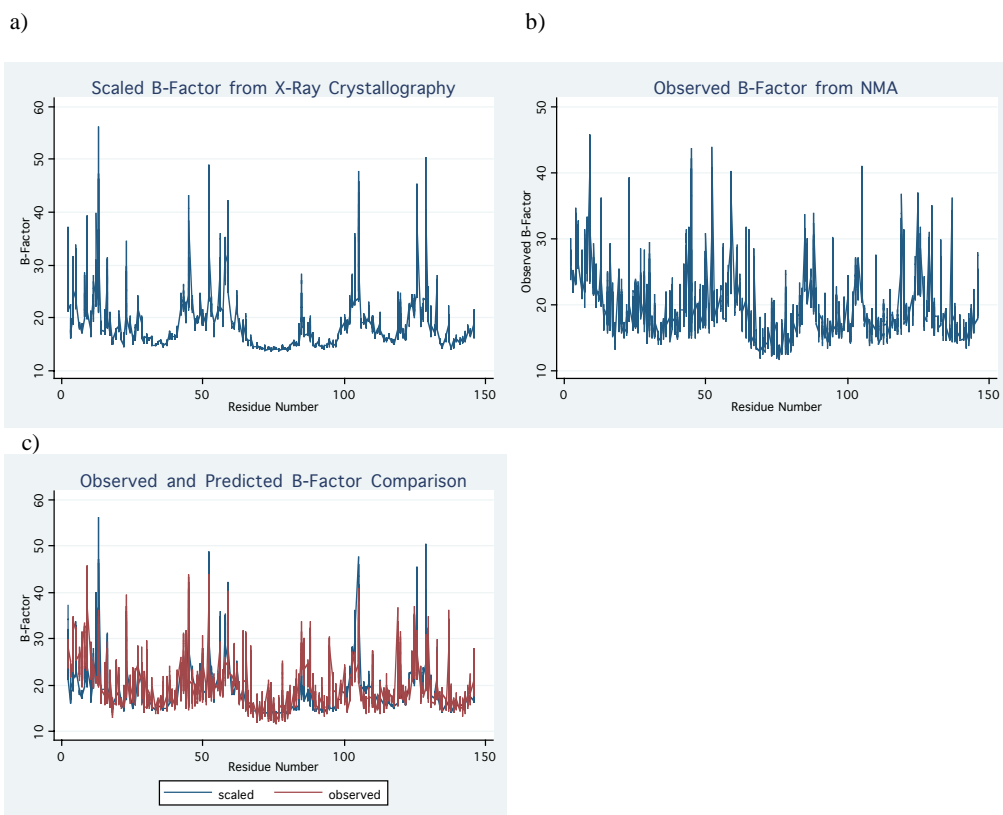 a)
b)
Scaled B-Factor from X-Ray Crystallography
B-Factor
60
50
40
30
20
10
0
50
100
150
Residue Number
Observed B-Factor from NMA
Observed B-Factor
50
40
30
20
10
0
50
100
150
Residue Number
c)
Observed and Predicted B-Factor Comparison
B-Factor
60
50
40
30
20
10
0
50
100
150
Residue Number
scaled observed